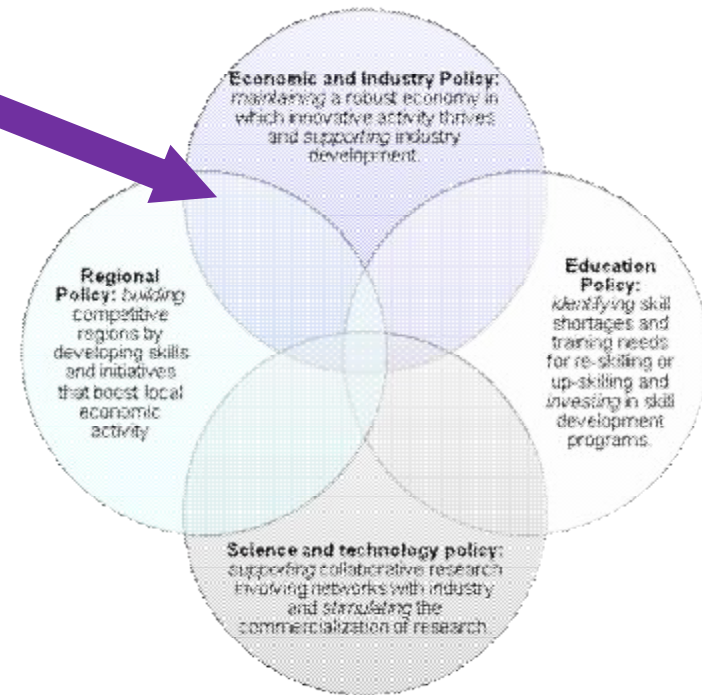 Economic and Industry Policy:
maintaining a robust economy in
which innovative activity thrives
and supporting industry
development.
Regional
Policy: building
competitive
regions by
developing skills
and initiatives
that boost local
economic
activity
Education
Policy:
identifying skill
shortages and
training needs
for re-skilling or
up-skilling and
investing in skill
development
programs.
Science and technology policy:
supporting collaborative research
involving networks with industry
and stimulating the
commercialization of research